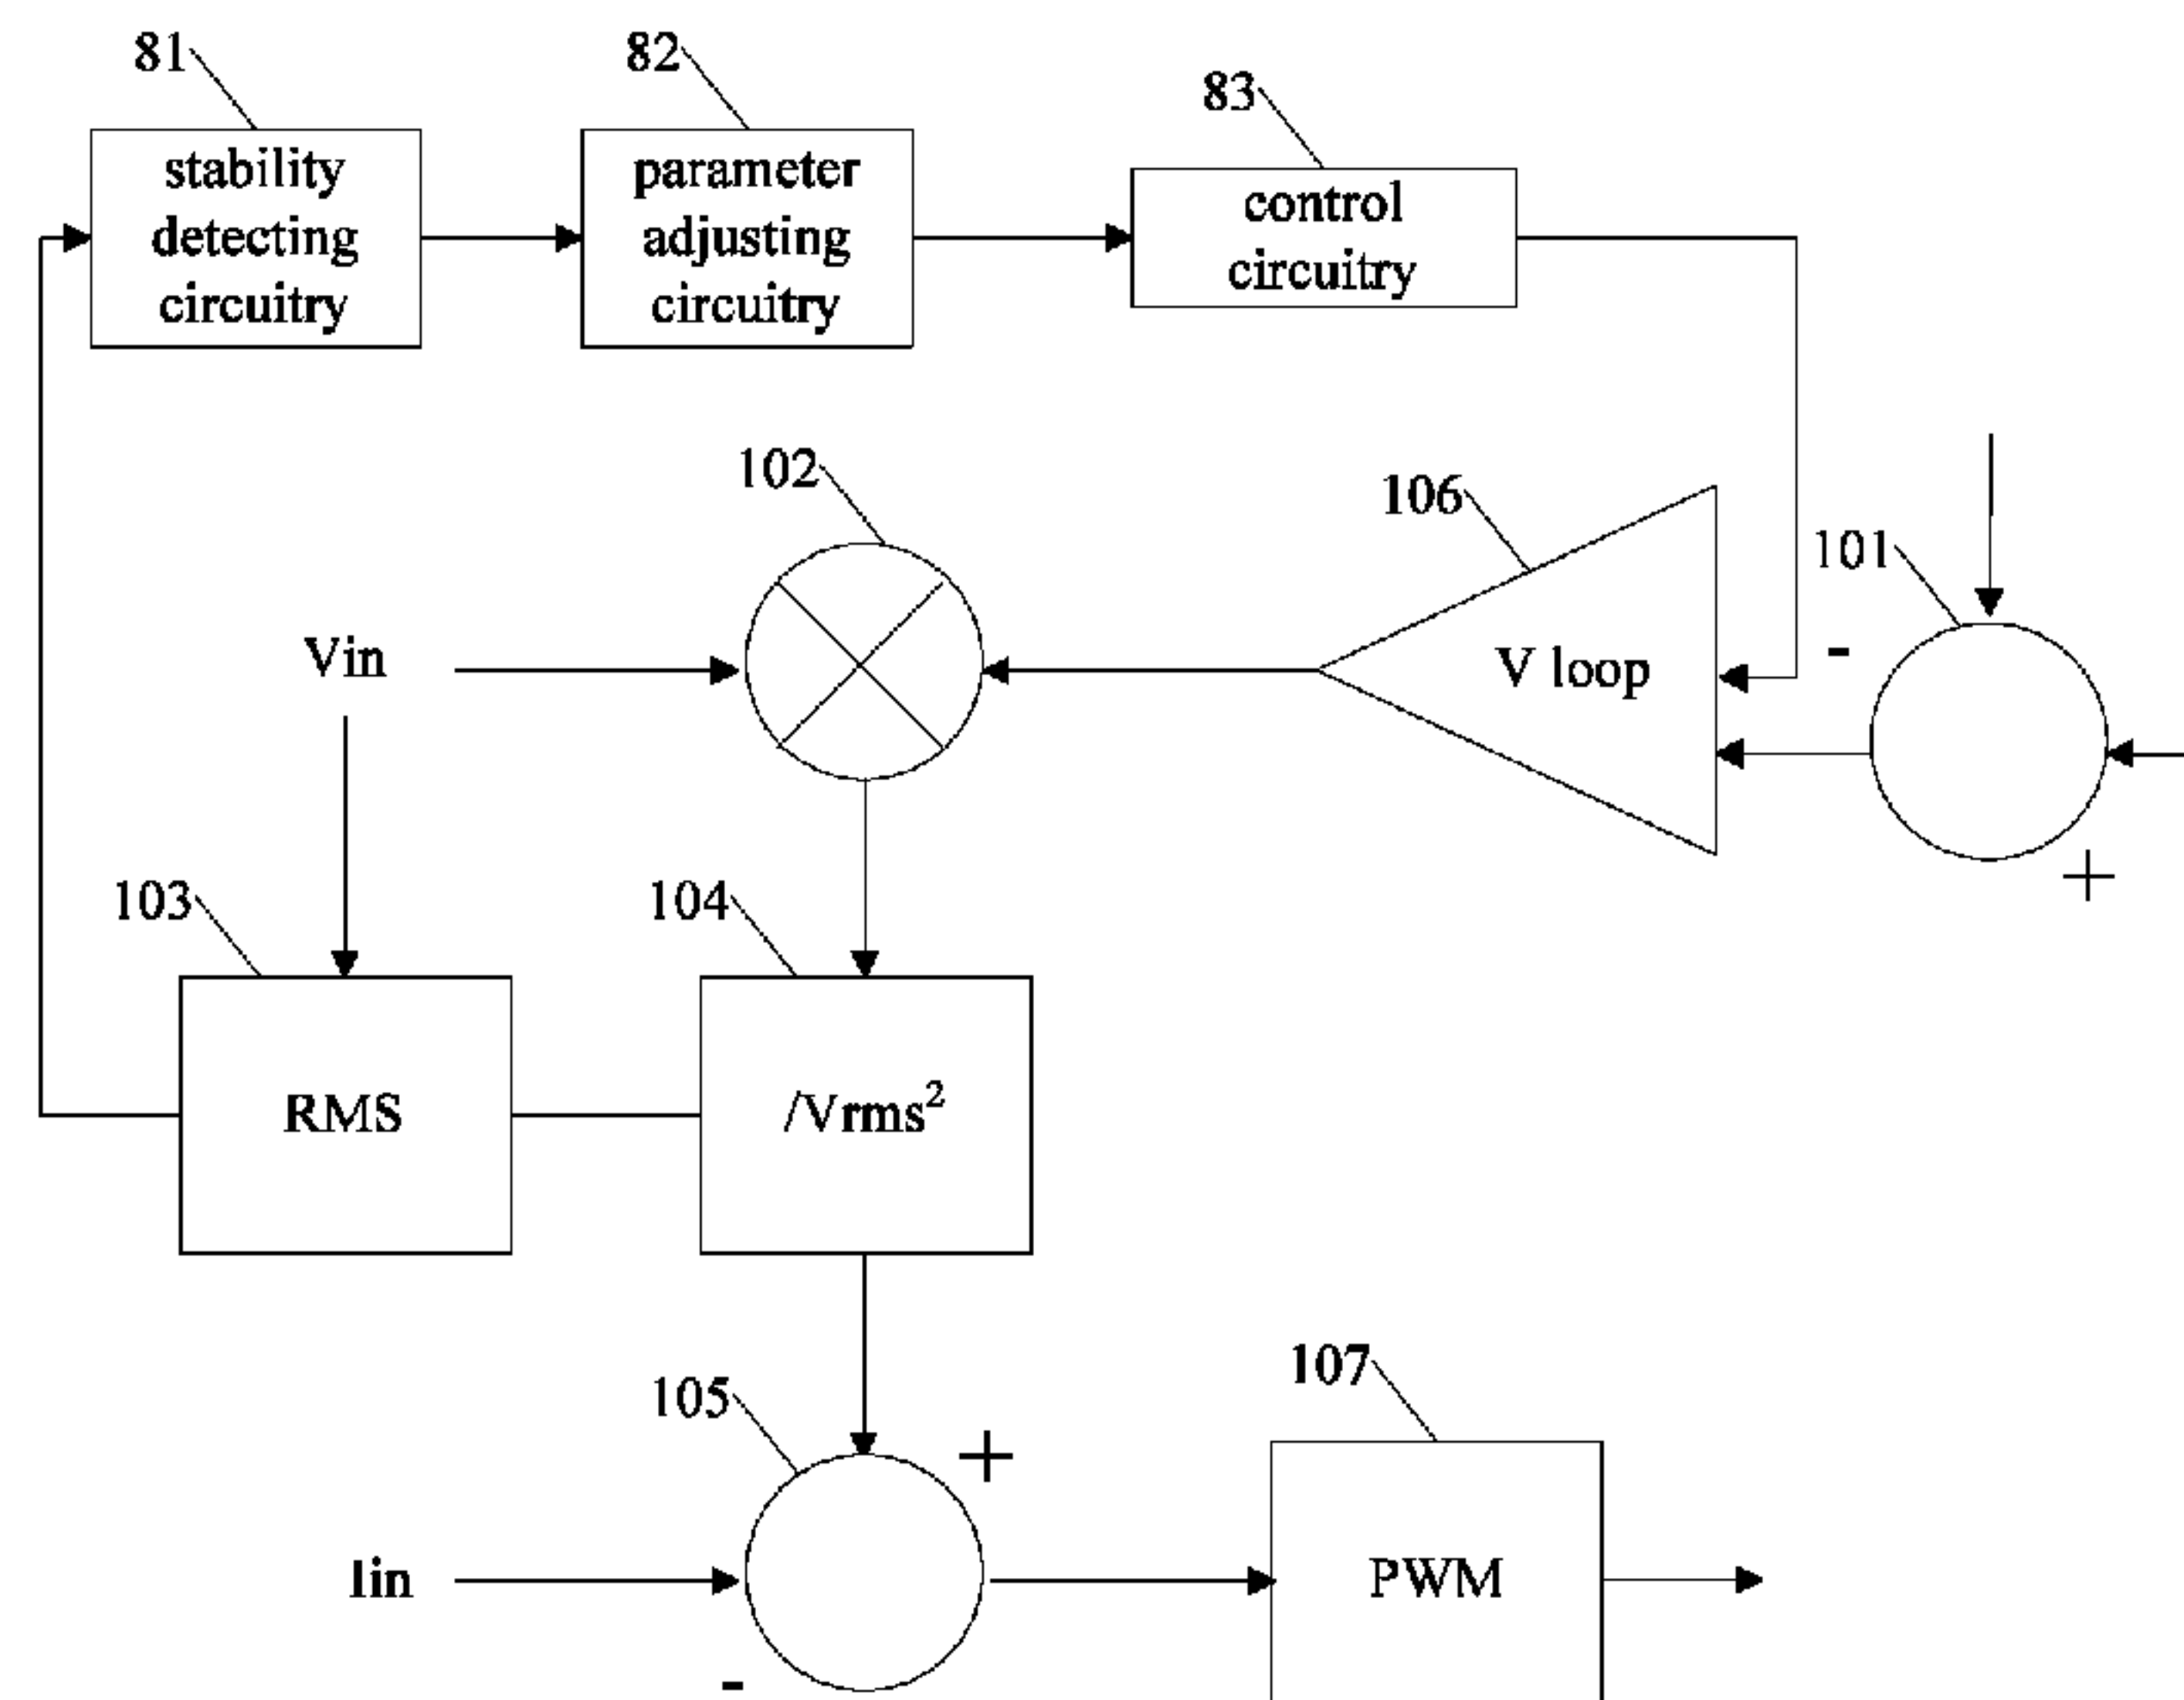 81
82
83
stability
detecting
circuitry
parameter
adjusting
circuitry
control
circuitry
102
106
101
Vin
V loop
-
+
103
104
RMS
/Vrms²
105
107
+
Iin
PWM
-